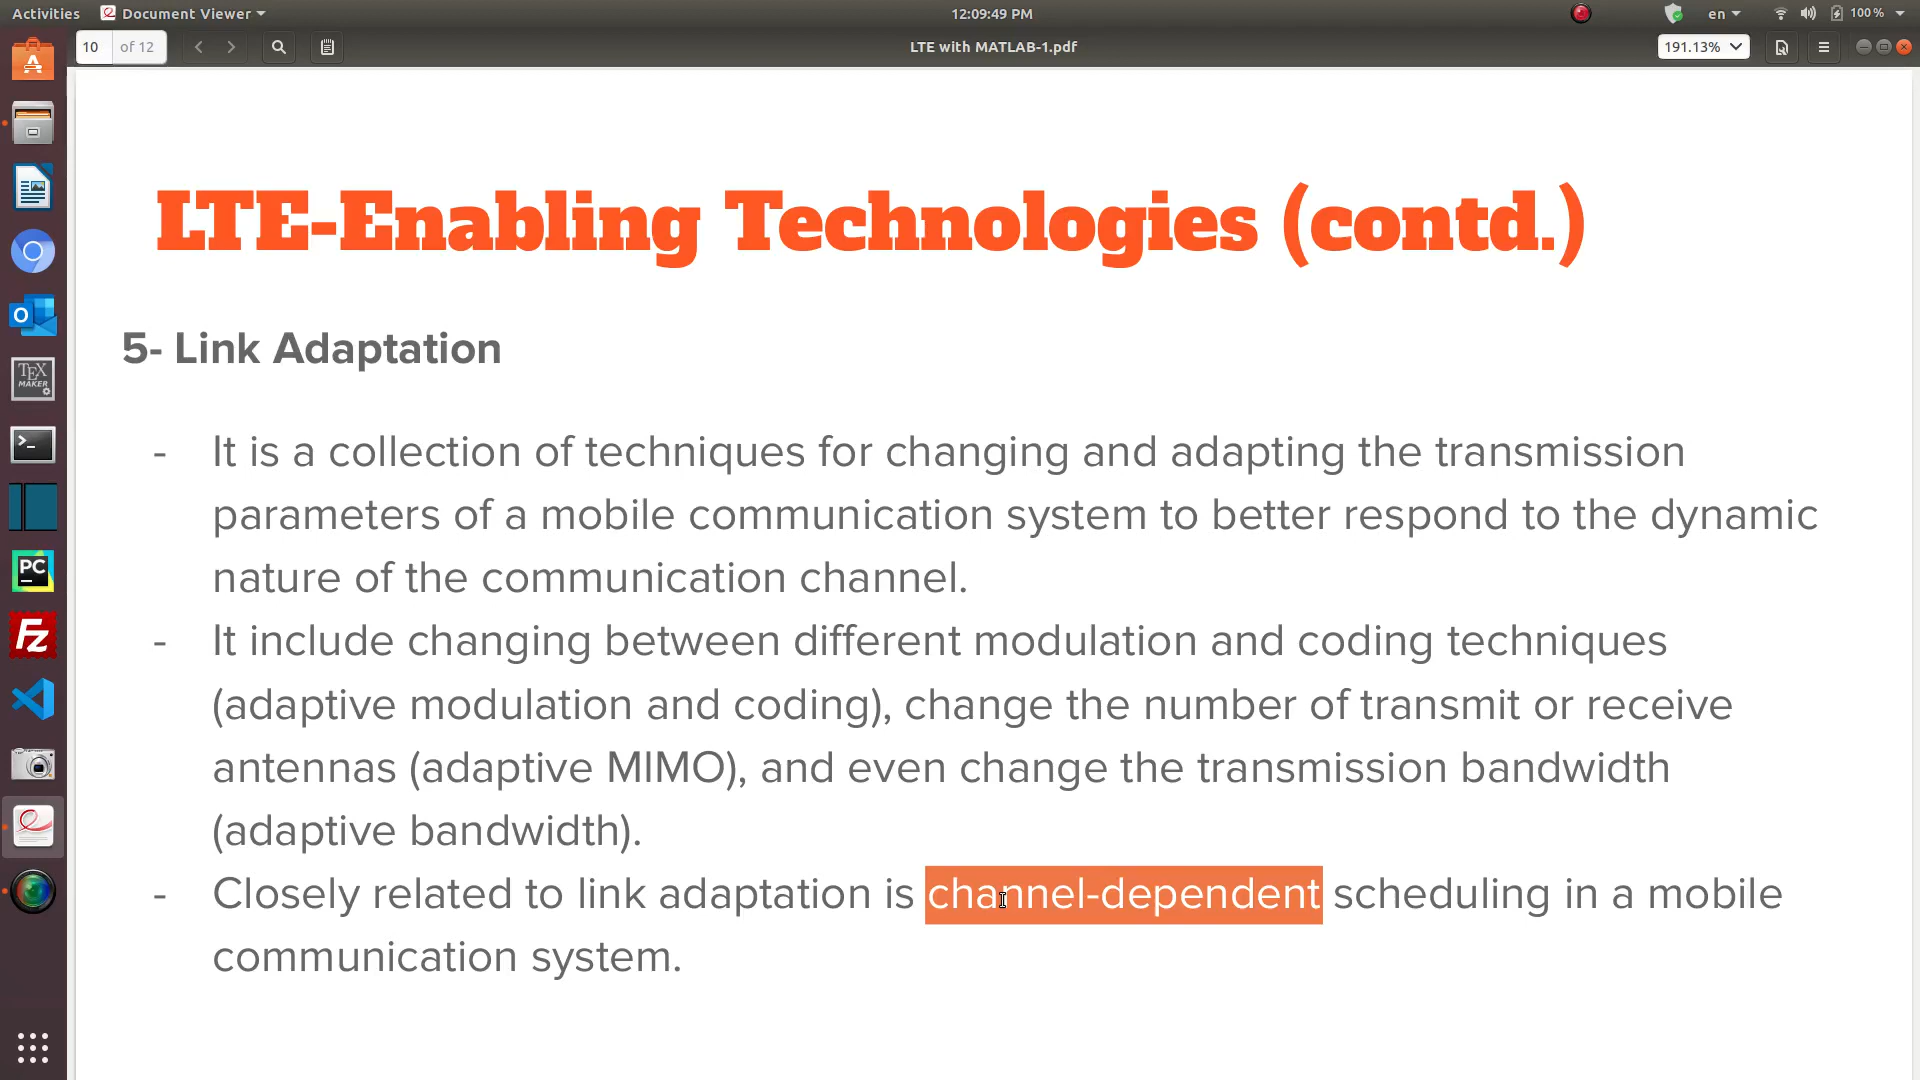 Activities Document Viewer 12:09:49 PM en 100 %
10 of 12 LTE with MATLAB-1.pdf 191.13%
LTE-Enabling Technologies (contd.)
5- Link Adaptation
- It is a collection of techniques for changing and adapting the transmission
parameters of a mobile communication system to better respond to the dynamic
nature of the communication channel.
- It include changing between different modulation and coding techniques
(adaptive modulation and coding), change the number of transmit or receive
antennas (adaptive MIMO), and even change the transmission bandwidth
(adaptive bandwidth).
- Closely related to link adaptation is channel-dependent scheduling in a mobile
communication system.
A
O
TEX
MAKER
>_
PC
FZ